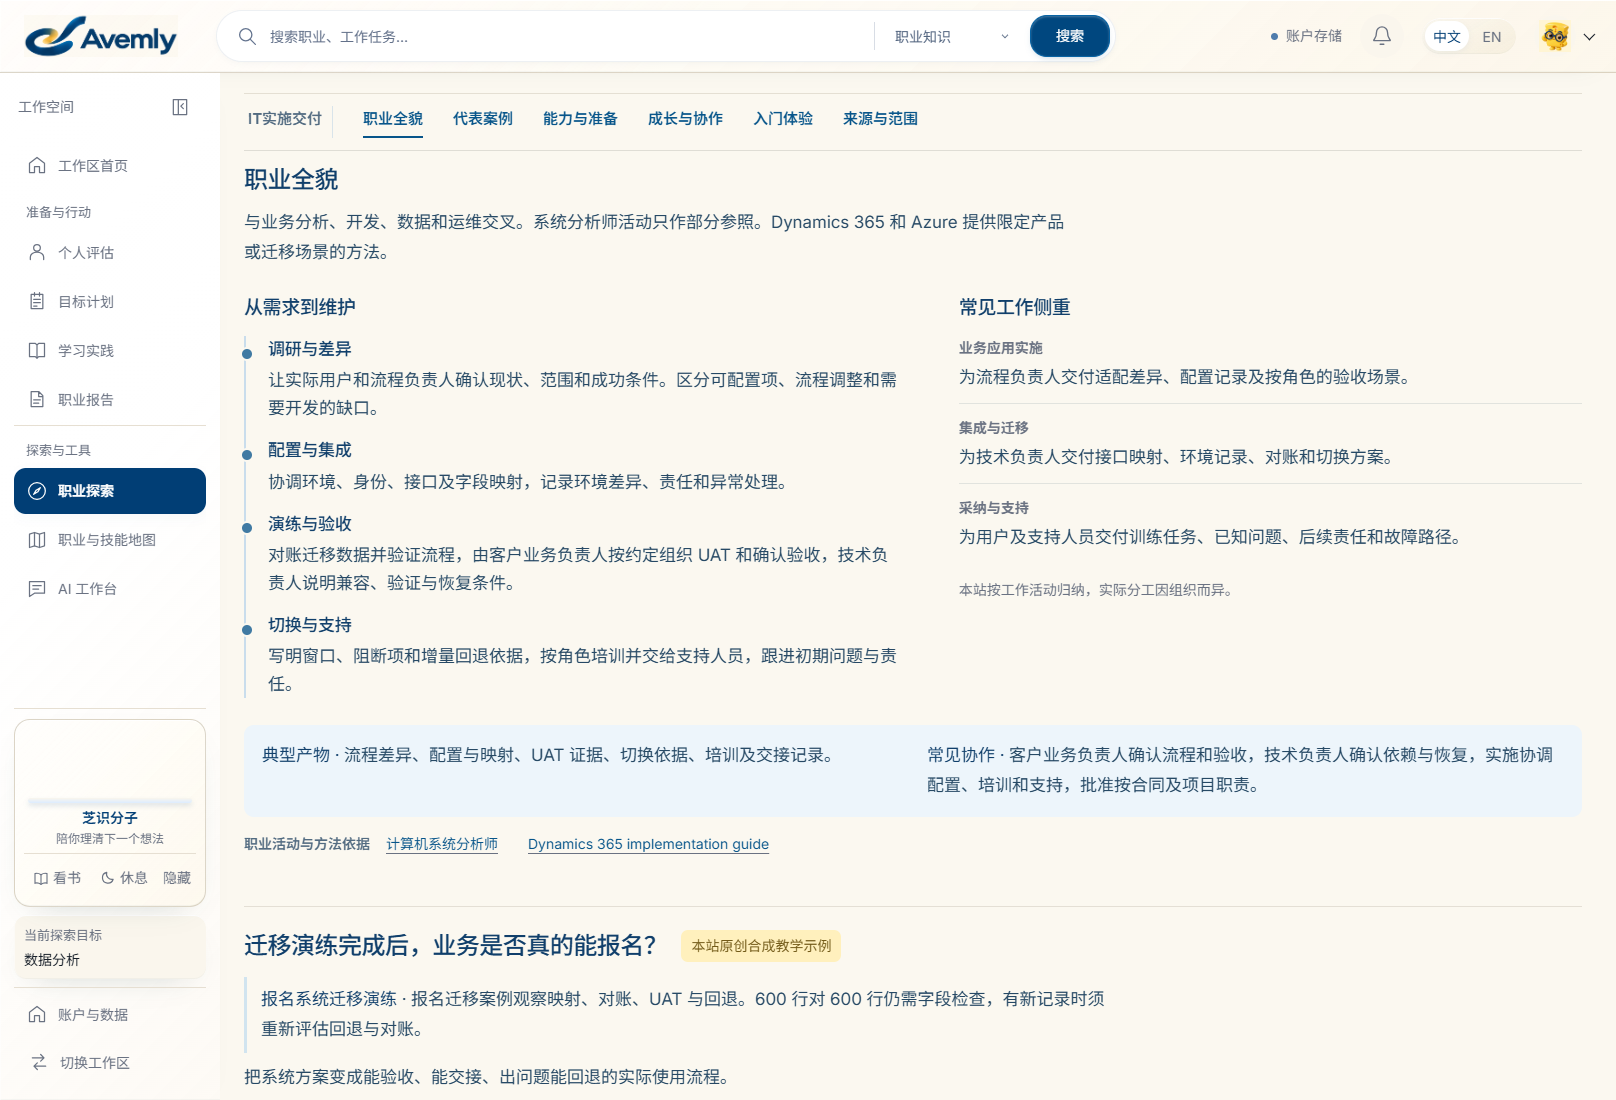 Avemly
搜索职业、工作任务...
职业知识
搜索
账户存储
中文
EN
工作空间
工作区首页
准备与行动
个人评估
目标计划
学习实践
职业报告
探索与工具
职业探索
职业与技能地图
AI 工作台
芝识分子
陪你理清下一个想法
看书
休息
隐藏
当前探索目标
数据分析
账户与数据
切换工作区
IT实施交付
职业全貌
代表案例
能力与准备
成长与协作
入门体验
来源与范围
职业全貌
与业务分析、开发、数据和运维交叉。系统分析师活动只作部分参照。Dynamics 365 和 Azure 提供限定产品
或迁移场景的方法。
从需求到维护
调研与差异
让实际用户和流程负责人确认现状、范围和成功条件。区分可配置项、流程调整和需
要开发的缺口。
配置与集成
协调环境、身份、接口及字段映射，记录环境差异、责任和异常处理。
演练与验收
对账迁移数据并验证流程，由客户业务负责人按约定组织 UAT 和确认验收，技术负
责人说明兼容、验证与恢复条件。
切换与支持
写明窗口、阻断项和增量回退依据，按角色培训并交给支持人员，跟进初期问题与责
任。
常见工作侧重
业务应用实施
为流程负责人交付适配差异、配置记录及按角色的验收场景。
集成与迁移
为技术负责人交付接口映射、环境记录、对账和切换方案。
采纳与支持
为用户及支持人员交付训练任务、已知问题、后续责任和故障路径。
本站按工作活动归纳，实际分工因组织而异。
典型产物 · 流程差异、配置与映射、UAT 证据、切换依据、培训及交接记录。
常见协作 · 客户业务负责人确认流程和验收，技术负责人确认依赖与恢复，实施协调
配置、培训和支持，批准按合同及项目职责。
职业活动与方法依据
计算机系统分析师
Dynamics 365 implementation guide
迁移演练完成后，业务是否真的能报名？
本站原创合成教学示例
报名系统迁移演练 · 报名迁移案例观察映射、对账、UAT 与回退。600 行对 600 行仍需字段检查，有新记录时须
重新评估回退与对账。
把系统方案变成能验收、能交接、出问题能回退的实际使用流程。